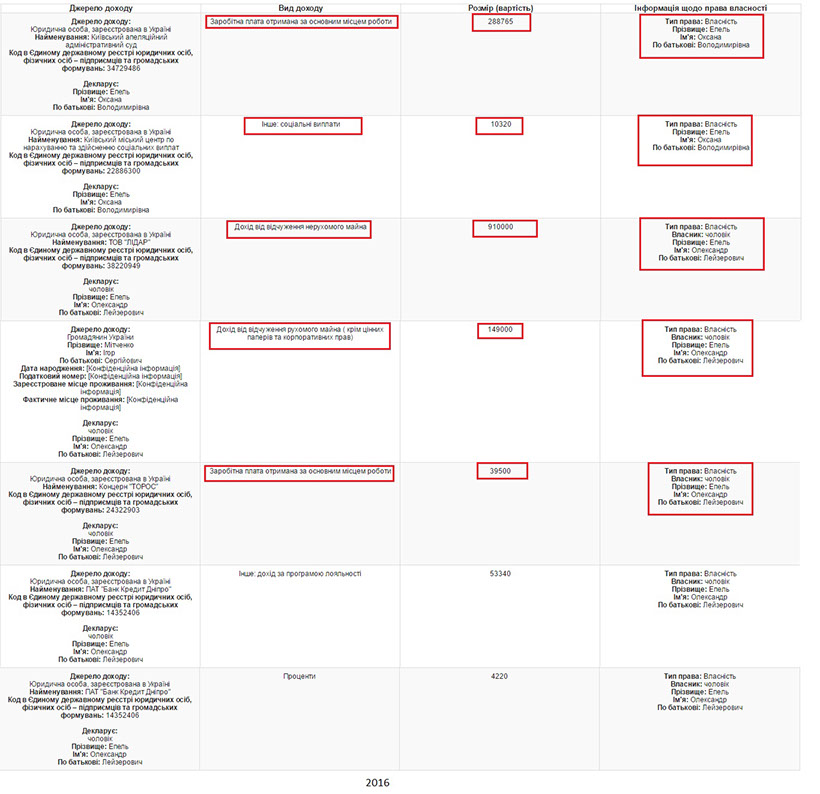 Джерело доходу
Вид доходу
Розмір (вартість)
Інформація щодо права власності
Джерело доходу:
Юридична особа, зареєстрована в Україні
Найменування: Київський апеляційний
адміністративний суд
Код в Єдиному державному реєстрі юридичних осіб,
фізичних осіб – підприємців та громадських
формувань: 34729486
Декларує:
Прізвище: Епель
Ім'я: Оксана
По батькові: Володимирівна
Заробітна плата отримана за основним місцем роботи
288765
Тип права: Власність
Прізвище: Епель
Ім'я: Оксана
По батькові: Володимирівна
Джерело доходу:
Юридична особа, зареєстрована в Україні
Найменування: Київський міський центр по
нарахуванню та здійсненню соціальних виплат
Код в Єдиному державному реєстрі юридичних осіб,
фізичних осіб – підприємців та громадських
формувань: 22886300
Декларує:
Прізвище: Епель
Ім'я: Оксана
По батькові: Володимирівна
Інше: соціальні виплати
10320
Тип права: Власність
Прізвище: Епель
Ім'я: Оксана
По батькові: Володимирівна
Джерело доходу:
Юридична особа, зареєстрована в Україні
Найменування: ТОВ "ЛІДАР"
Код в Єдиному державному реєстрі юридичних осіб,
фізичних осіб – підприємців та громадських
формувань: 38220949
Декларує:
чоловік
Прізвище: Епель
Ім'я: Олександр
По батькові: Лейзерович
Дохід від відчуження нерухомого майна
910000
Тип права: Власність
Власник: чоловік
Прізвище: Епель
Ім'я: Олександр
По батькові: Лейзерович
Джерело доходу:
Громадянин України
Прізвище: Мітченко
Ім'я: Ігор
По батькові: Сергійович
Дата народження: [Конфіденційна інформація]
Податковий номер: [Конфіденційна інформація]
Зареєстроване місце проживання: [Конфіденційна
інформація]
Фактичне місце проживання: [Конфіденційна
інформація]
Декларує:
чоловік
Прізвище: Епель
Ім'я: Олександр
По батькові: Лейзерович
Дохід від відчуження рухомого майна ( крім цінних
паперів та корпоративних прав)
149000
Тип права: Власність
Власник: чоловік
Прізвище: Епель
Ім'я: Олександр
По батькові: Лейзерович
Джерело доходу:
Юридична особа, зареєстрована в Україні
Найменування: Концерн "ТОРОС"
Код в Єдиному державному реєстрі юридичних осіб,
фізичних осіб – підприємців та громадських
формувань: 24322903
Декларує:
чоловік
Прізвище: Епель
Ім'я: Олександр
По батькові: Лейзерович
Заробітна плата отримана за основним місцем роботи
39500
Тип права: Власність
Власник: чоловік
Прізвище: Епель
Ім'я: Олександр
По батькові: Лейзерович
Джерело доходу:
Юридична особа, зареєстрована в Україні
Найменування: ПАТ "Банк Кредит Дніпро"
Код в Єдиному державному реєстрі юридичних осіб,
фізичних осіб – підприємців та громадських
формувань: 14352406
Декларує:
чоловік
Прізвище: Епель
Ім'я: Олександр
По батькові: Лейзерович
Інше: дохід за програмою лояльності
53340
Тип права: Власність
Власник: чоловік
Прізвище: Епель
Ім'я: Олександр
По батькові: Лейзерович
Джерело доходу:
Юридична особа, зареєстрована в Україні
Найменування: ПАТ "Банк Кредит Дніпро"
Код в Єдиному державному реєстрі юридичних осіб,
фізичних осіб – підприємців та громадських
формувань: 14352406
Декларує:
чоловік
Прізвище: Епель
Ім'я: Олександр
По батькові: Лейзерович
Проценти
4220
Тип права: Власність
Власник: чоловік
Прізвище: Епель
Ім'я: Олександр
По батькові: Лейзерович
2016